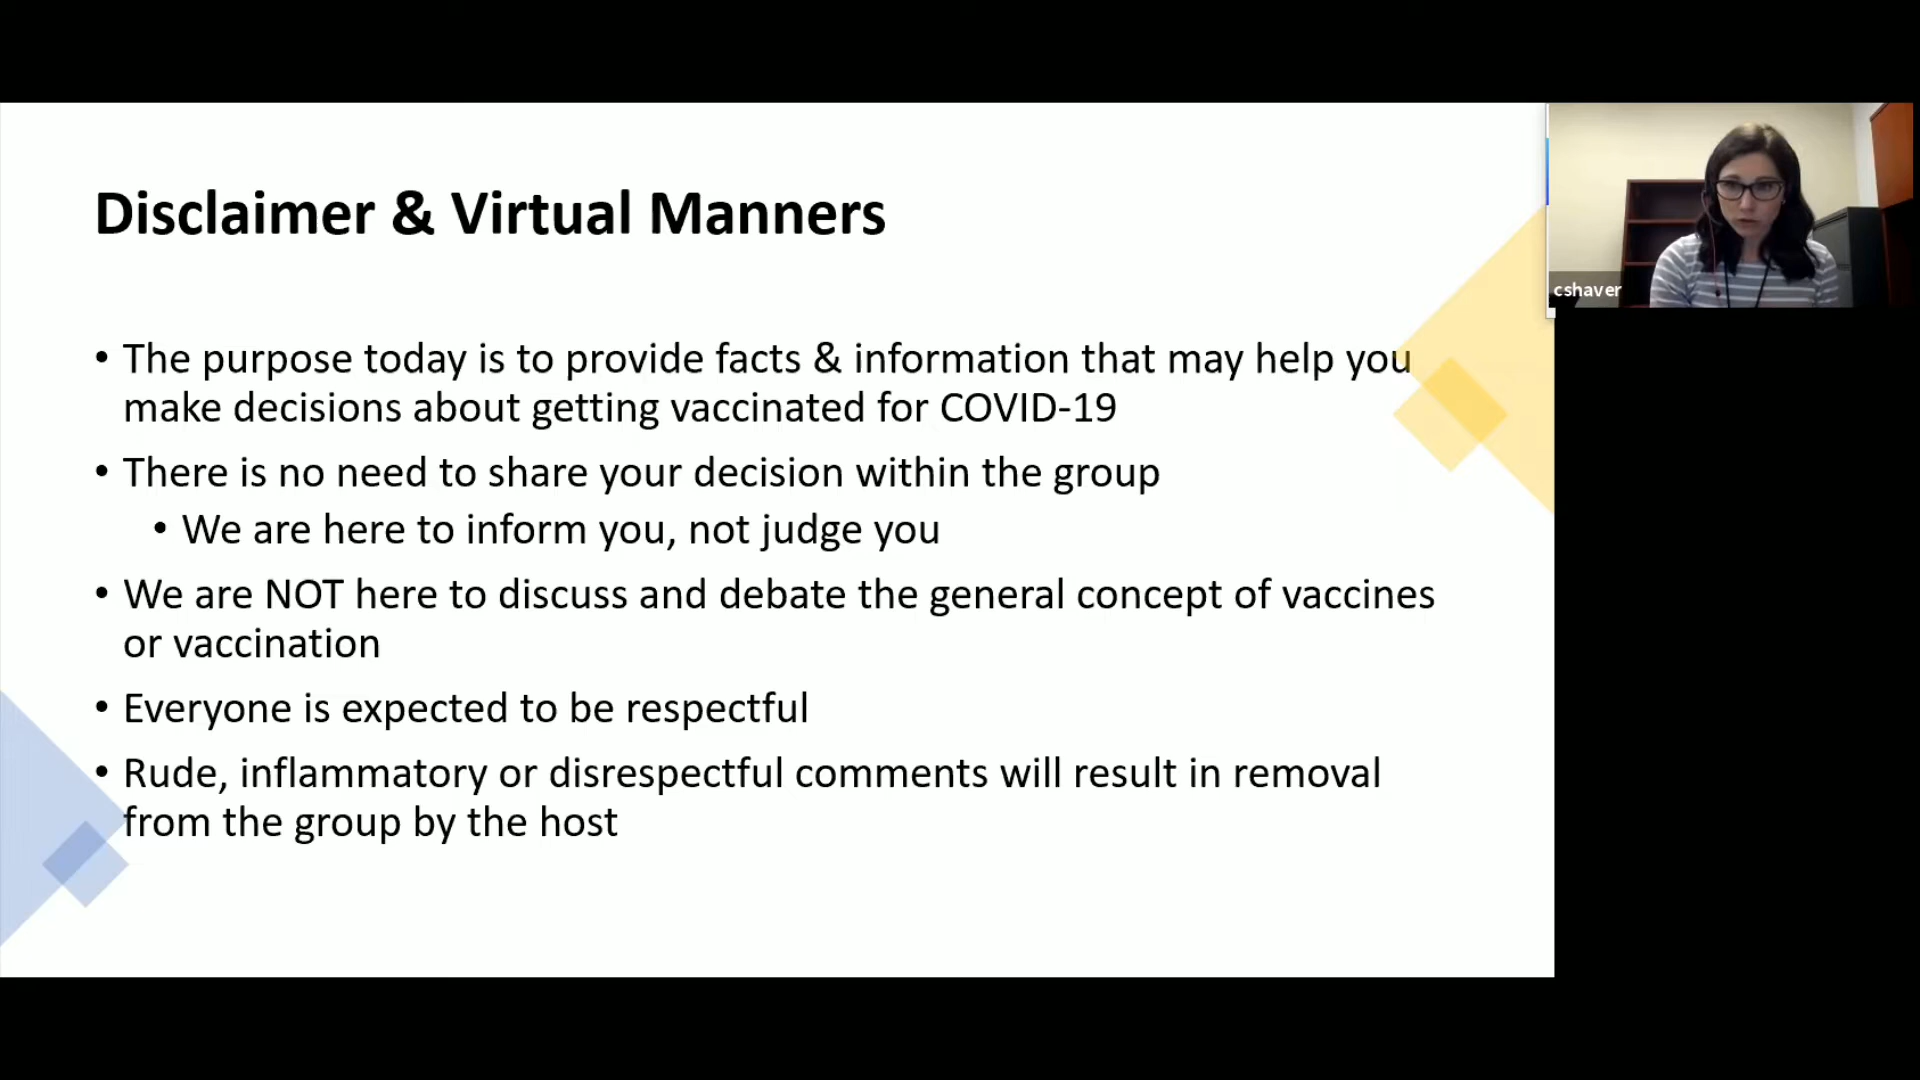 Disclaimer & Virtual Manners
cshaver
• The purpose today is to provide facts & information that may help you
make decisions about getting vaccinated for COVID-19
• There is no need to share your decision within the group
• We are here to inform you, not judge you
• We are NOT here to discuss and debate the general concept of vaccines
or vaccination
• Everyone is expected to be respectful
• Rude, inflammatory or disrespectful comments will result in removal
from the group by the host